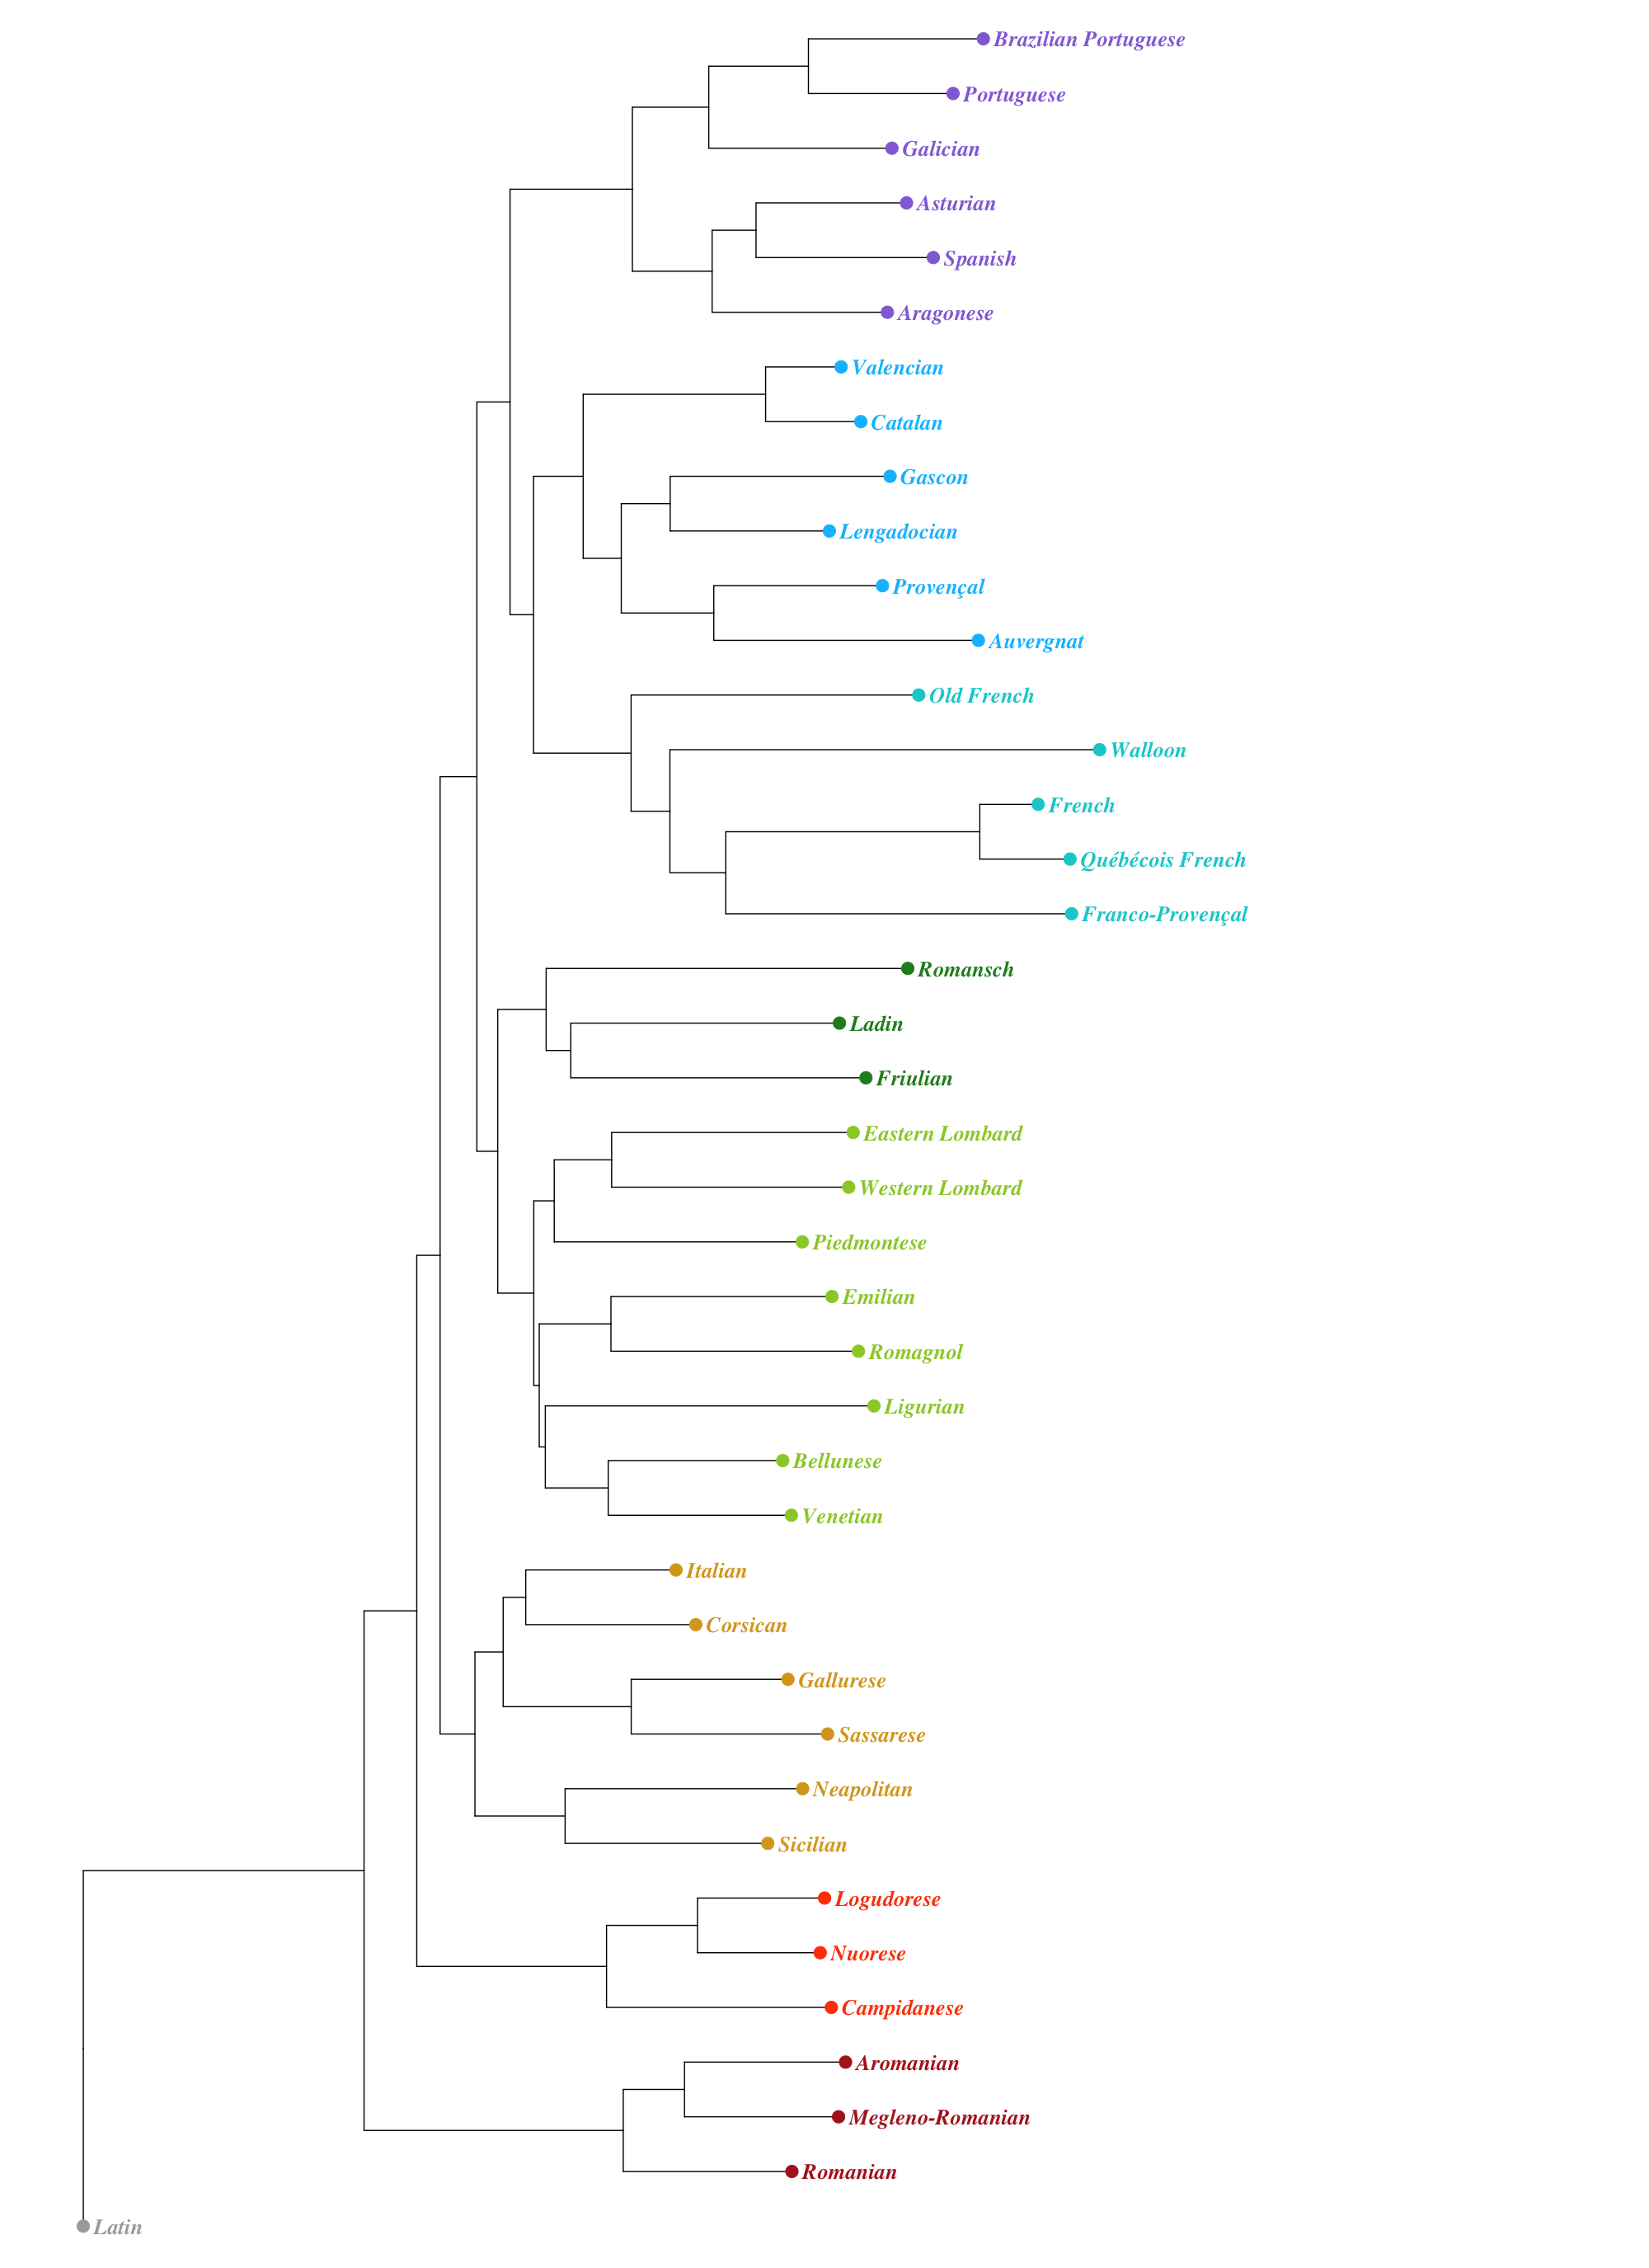 Brazilian Portuguese
Portuguese
Galician
Asturian
Spanish
Aragonese
Valencian
Catalan
Gascon
Lengadocian
Provençal
Auvergnat
Old French
Walloon
French
Québécois French
Franco-Provençal
Romansch
Ladin
Friulian
Eastern Lombard
Western Lombard
Piedmontese
Emilian
Romagnol
Ligurian
Bellunese
Venetian
Italian
Corsican
Gallurese
Sassarese
Neapolitan
Sicilian
Logudorese
Nuorese
Campidanese
Aromanian
Megleno-Romanian
Romanian
Latin